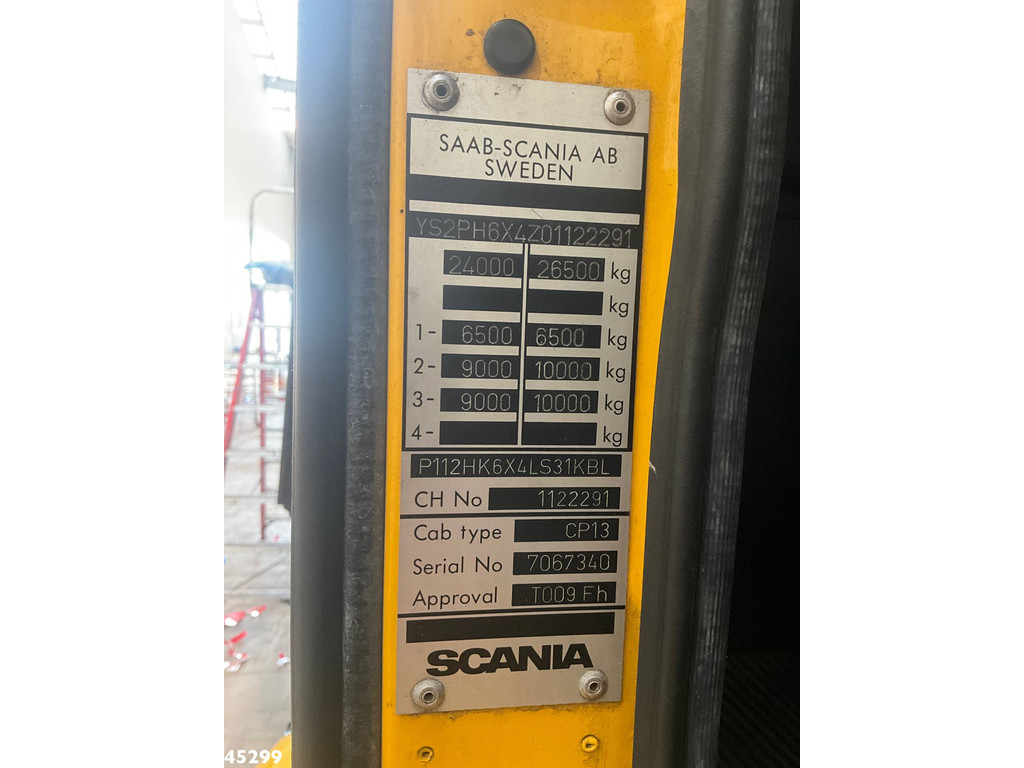 SAAB-SCANIA AB
SWEDEN
YS2PH6X4Z01122291
24000 26500 kg
kg
1- 6500 6500 kg
2- 9000 10000 kg
3- 9000 10000 kg
4- kg
P112HK6X4LS31KBL
CH No 1122291
Cab type CP13
Serial No 7067340
Approval T009 Fh
SCANIA
45299